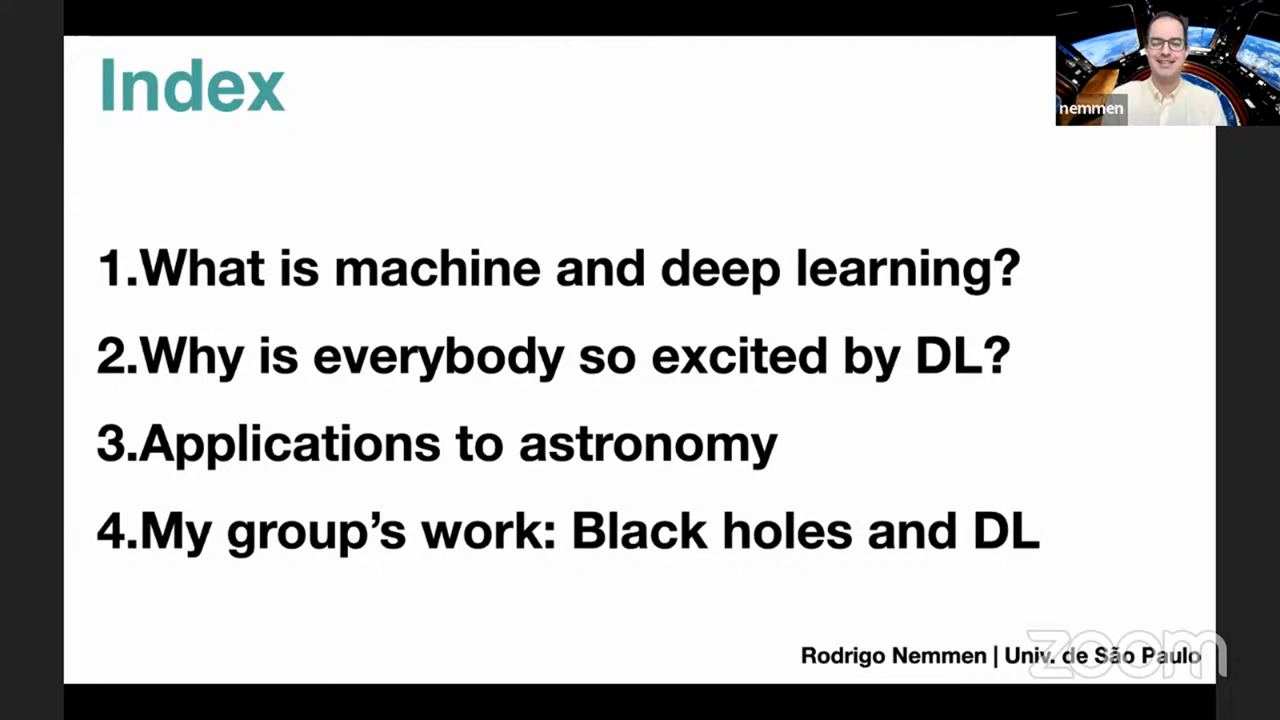 Index
nemmen
1.What is machine and deep learning?
2.Why is everybody so excited by DL?
3.Applications to astronomy
4.My group’s work: Black holes and DL
Rodrigo Nemmen | Univ. de São Paulo
zoom